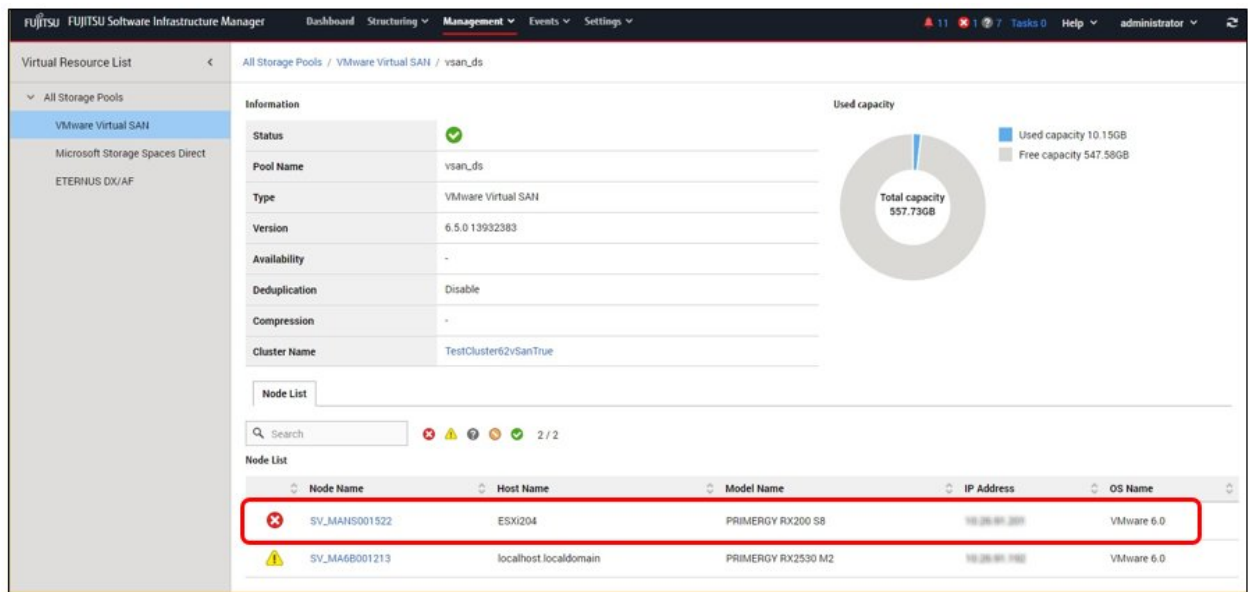 FUJITSU FUJITSU Software Infrastructure Manager Dashboard Structuring Management Events Settings 11 1 7 Tasks 0 Help administrator
Virtual Resource List
All Storage Pools / VMware Virtual SAN / vsan_ds
All Storage Pools
VMware Virtual SAN
Microsoft Storage Spaces Direct
ETERNUS DX/AF
Information
Status
Pool Name vsan_ds
Type VMware Virtual SAN
Version 6.5.0 13932383
Availability -
Deduplication Disable
Compression -
Cluster Name TestCluster62vSanTrue
Used capacity
Used capacity 10.15GB
Free capacity 547.58GB
Total capacity
557.73GB
Node List
Search 2 / 2
Node List
Node Name Host Name Model Name IP Address OS Name
SV_MANS001522 ESXi204 PRIMERGY RX200 S8 VMware 6.0
SV_MA6B001213 localhost.localdomain PRIMERGY RX2530 M2 VMware 6.0